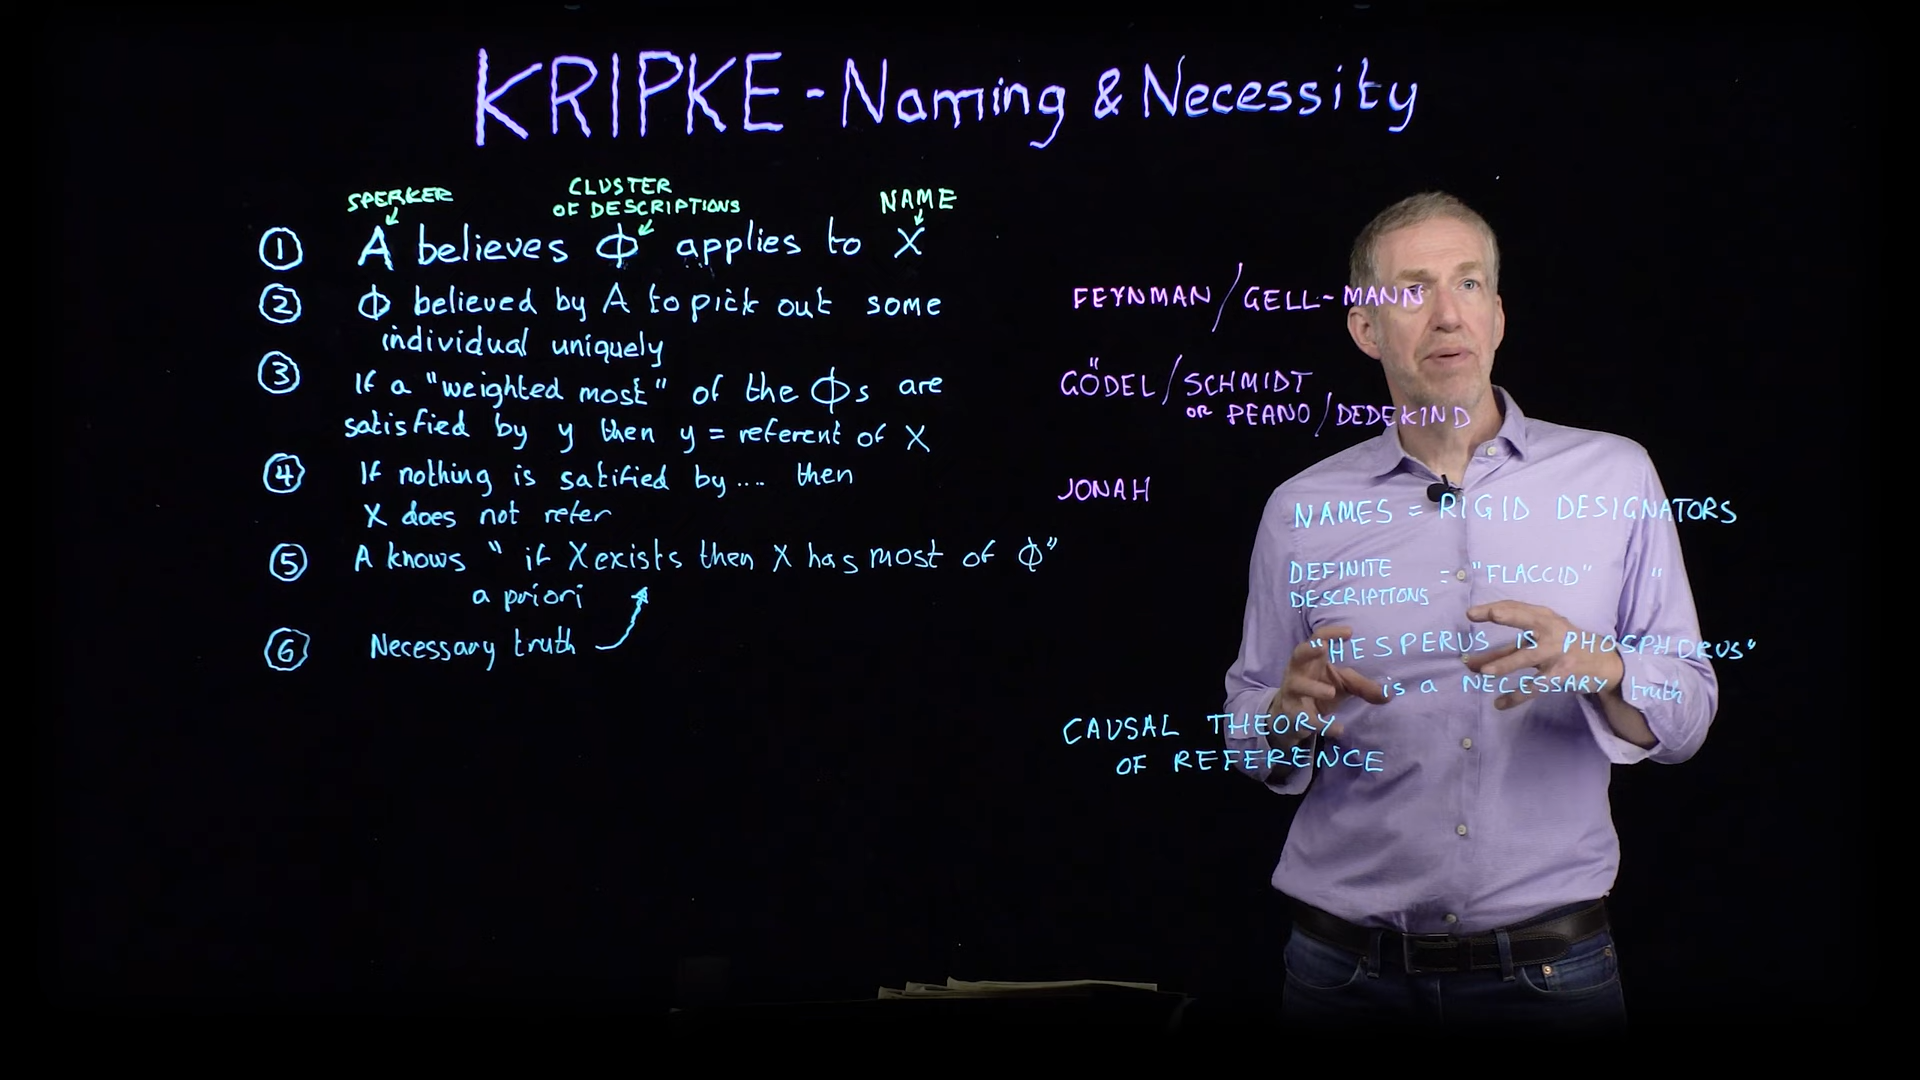 KRIPKE - Naming & Necessity
SPEAKER
CLUSTER
OF DESCRIPTIONS
NAME
① A believes Φ applies to X
② Φ believed by A to pick out some
individual uniquely
③ If a "weighted most" of the Φs are
satisfied by y then y = referent of X
④ If nothing is satified by .... then
X does not refer
⑤ A knows "if X exists then X has most of Φ"
a priori
⑥ Necessary truth
FEYNMAN / GELL-MANN
GÖDEL / SCHMIDT
OR PEANO / DEDEKIND
JONAH
NAMES = RIGID DESIGNATORS
DEFINITE
DESCRIPTIONS = "FLACCID" "
"HESPERUS IS PHOSPHORUS"
is a NECESSARY truth
CAUSAL THEORY
OF REFERENCE